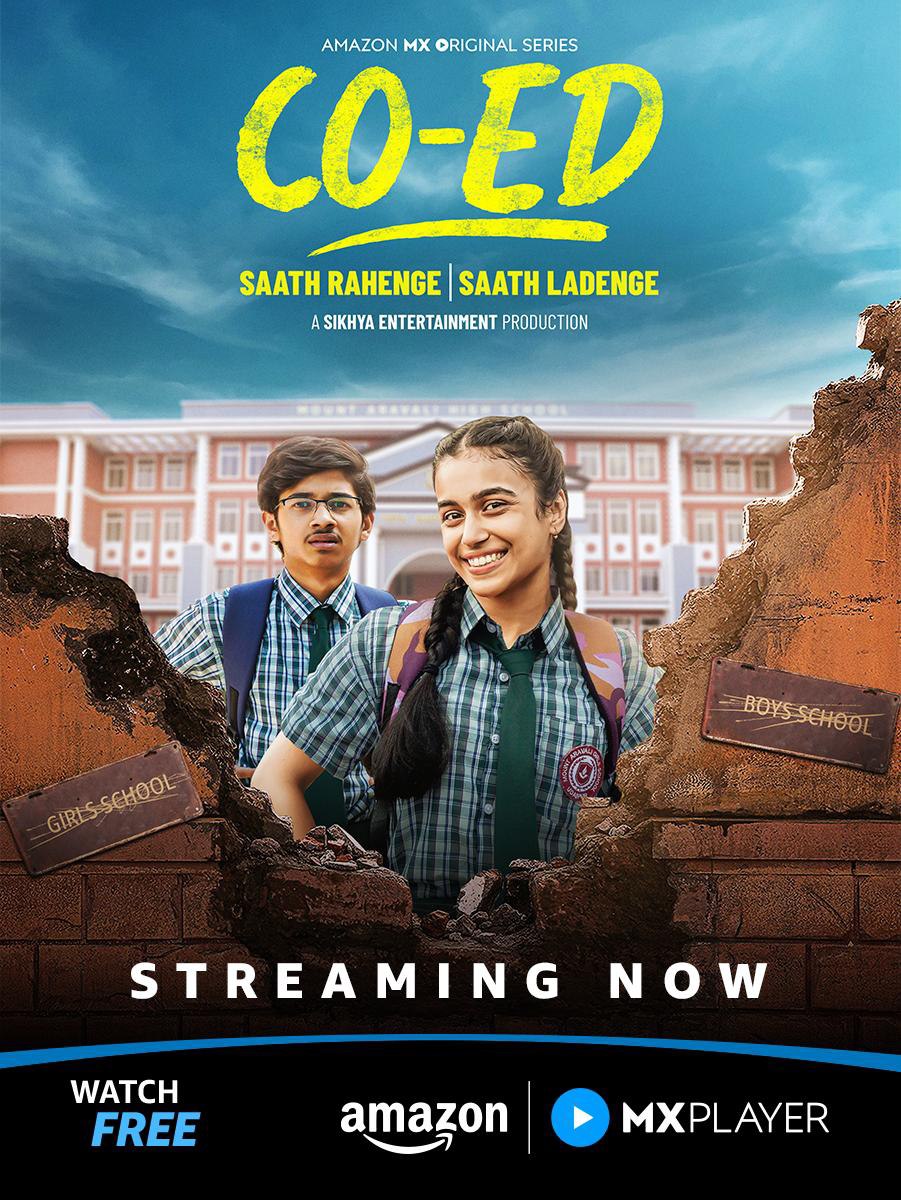 AMAZON MX ORIGINAL SERIES
CO-ED
SAATH RAHENGE | SAATH LADENGE
A SIKHYA ENTERTAINMENT PRODUCTION
MOUNT ARAVALI HIGH SCHOOL
BOYS SCHOOL
GIRLS SCHOOL
STREAMING NOW
WATCH
FREE
amazon | MXPLAYER